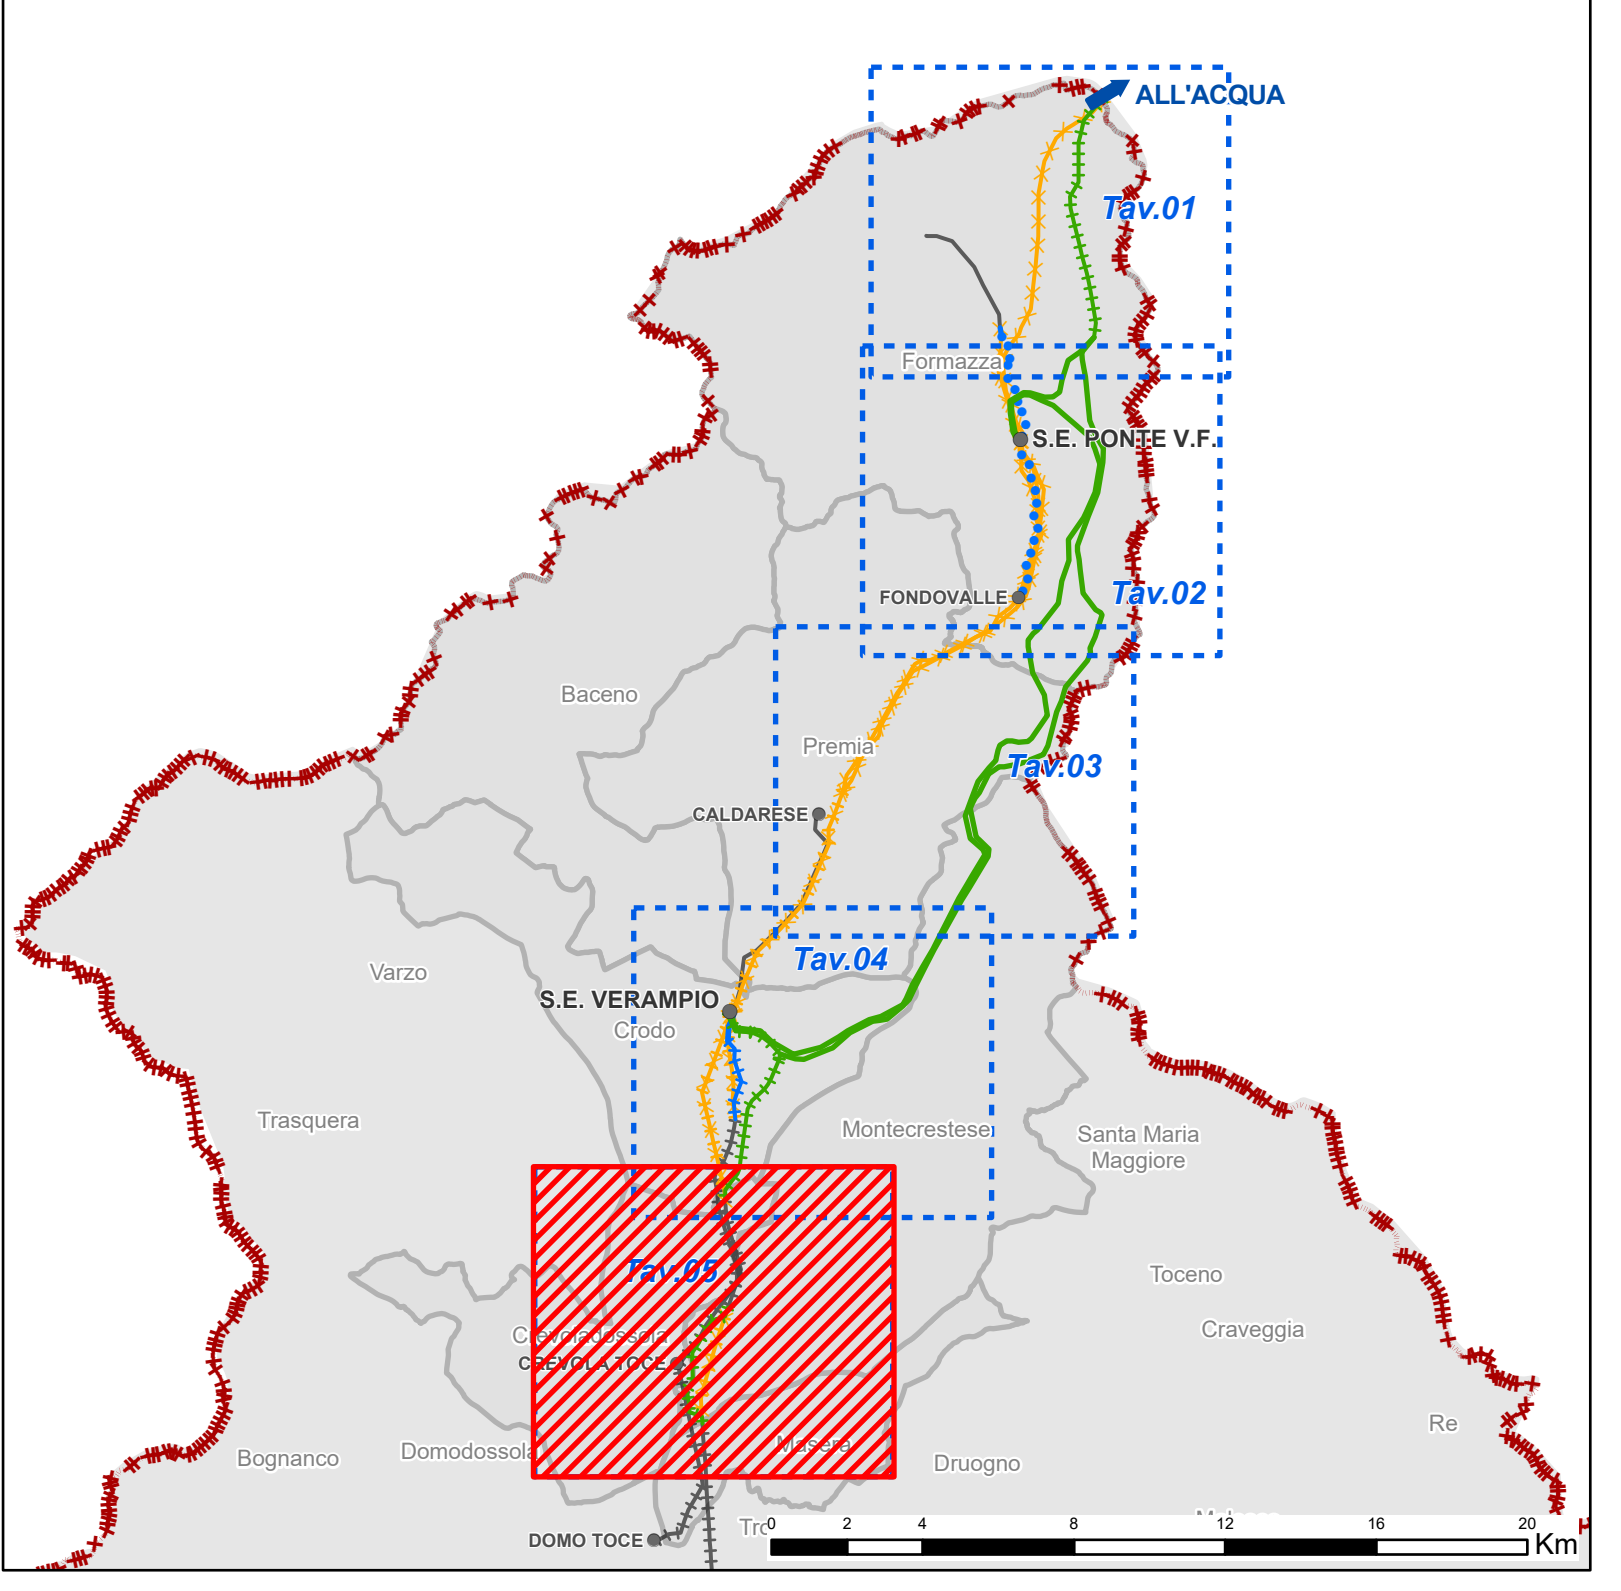 ALL'ACQUA
Tav.01
Formazza
S.E. PONTE V.F.
FONDOVALLE
Tav.02
Baceno
Premia
Tav.03
CALDARESE
Tav.04
Varzo
S.E. VERAMPIO
Crodo
Trasquera
Montecrestese
Santa Maria
Maggiore
Tav.05
Toceno
Crevoladossola
Craveggia
CREVOLA TOCE
Re
Masera
Domodossola
Bognanco
Druogno
DOMO TOCE
0 2 4 8 12 16 20
Km